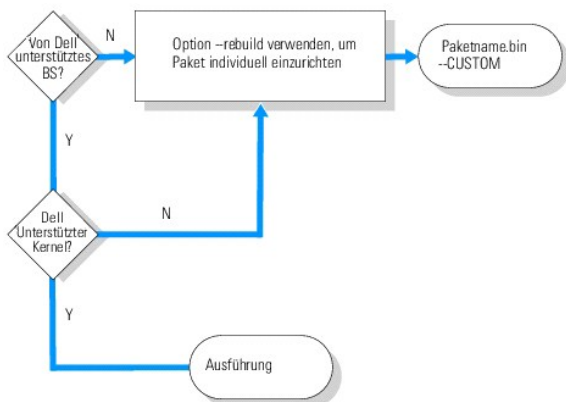 Von Dell
unterstütztes
BS?
N
Option –rebuild verwenden, um
Paket individuell einzurichten
Paketname.bin
--CUSTOM
Y
Dell
Unterstützter
Kernel?
N
Y
Ausführung